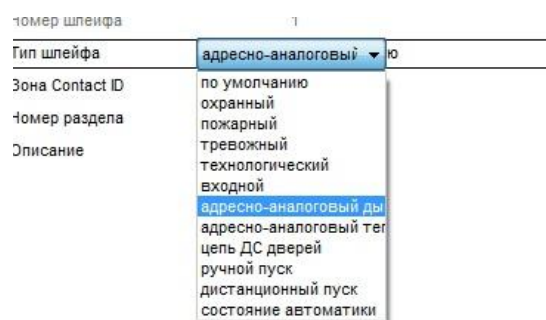 номер шлейфа 1
Тип шлейфа адресно-аналоговый ю
Зона Contact ID
Номер раздела
Описание
по умолчанию
охранный
пожарный
тревожный
технологический
входной
адресно-аналоговый ды
адресно-аналоговый теп
цепь ДС дверей
ручной пуск
дистанционный пуск
состояние автоматики